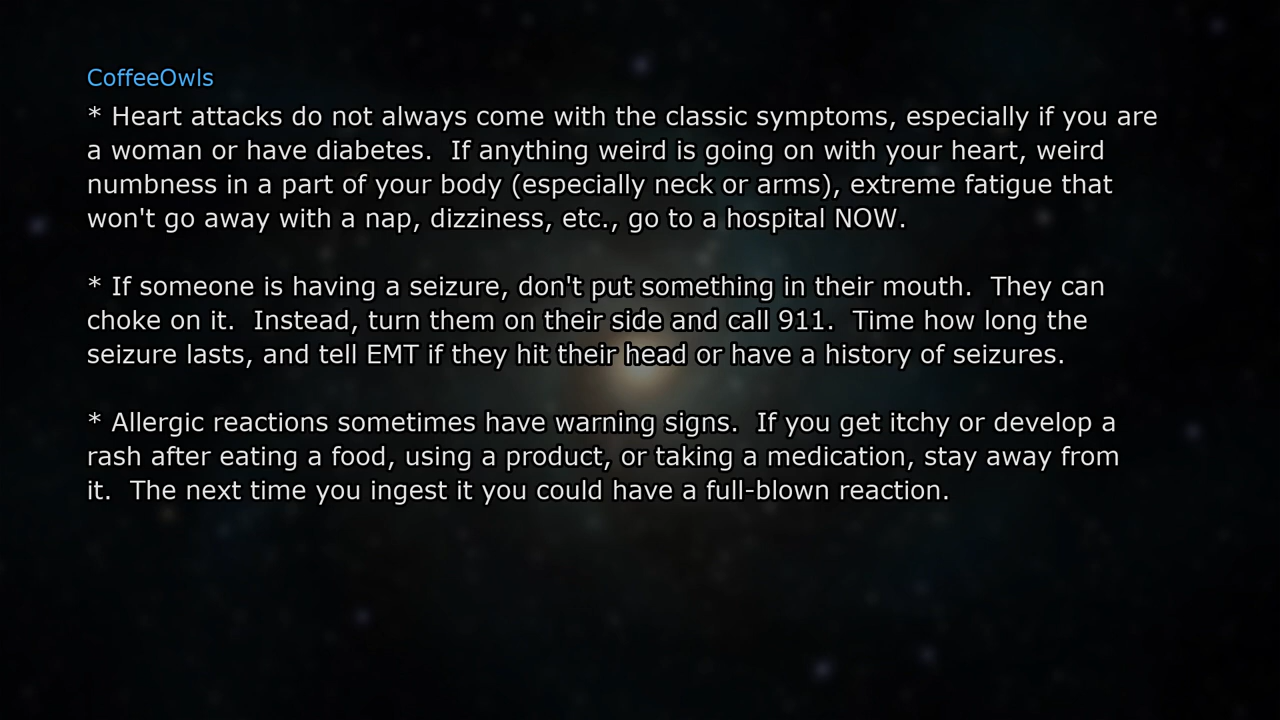 CoffeeOwls
* Heart attacks do not always come with the classic symptoms, especially if you are
a woman or have diabetes.  If anything weird is going on with your heart, weird
numbness in a part of your body (especially neck or arms), extreme fatigue that
won't go away with a nap, dizziness, etc., go to a hospital NOW.
* If someone is having a seizure, don't put something in their mouth.  They can
choke on it.  Instead, turn them on their side and call 911.  Time how long the
seizure lasts, and tell EMT if they hit their head or have a history of seizures.
* Allergic reactions sometimes have warning signs.  If you get itchy or develop a
rash after eating a food, using a product, or taking a medication, stay away from
it.  The next time you ingest it you could have a full-blown reaction.